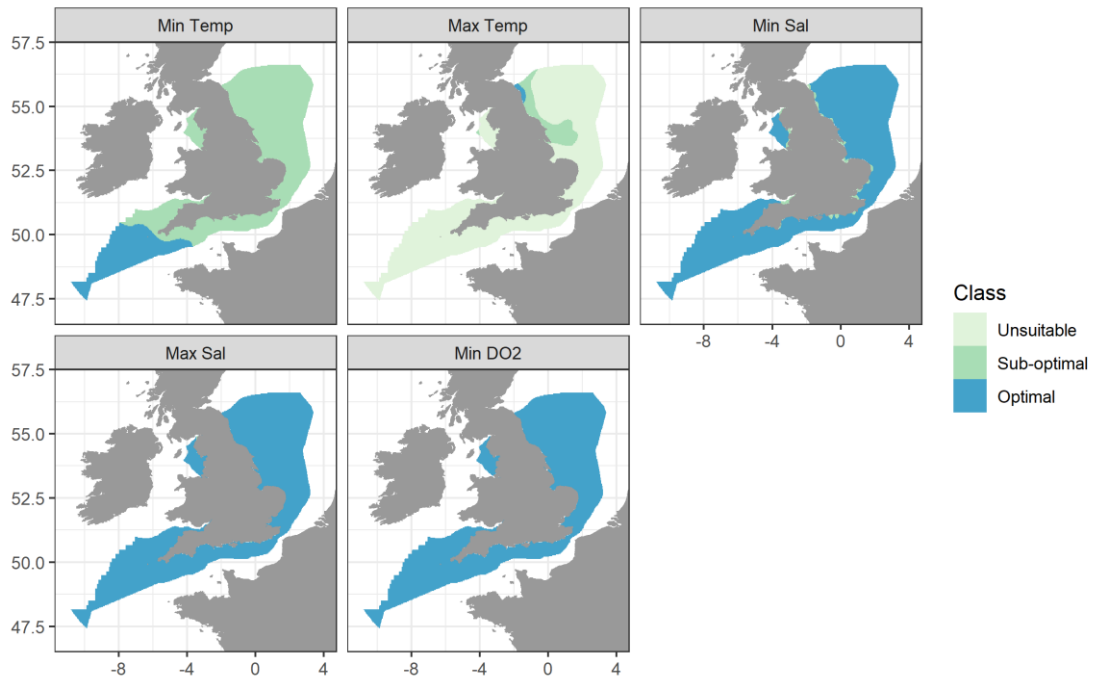 Min Temp
Max Temp
Min Sal
57.5
55.0
52.5
50.0
47.5
-8
-4
0
4
Max Sal
Min DO2
57.5
55.0
52.5
50.0
47.5
-8
-4
0
4
-8
-4
0
4
Class
Unsuitable
Sub-optimal
Optimal